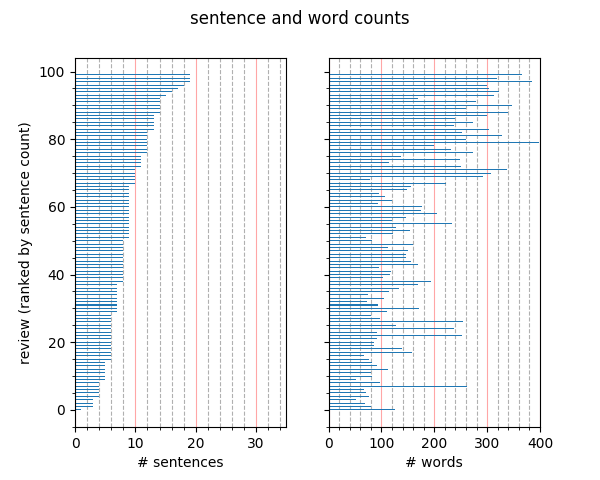 sentence and word counts
review (ranked by sentence count)
100
80
60
40
20
0
0 10 20 30
# sentences
0 100 200 300 400
# words